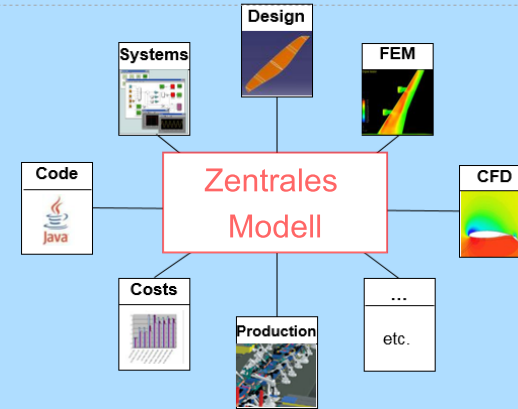 Design
Systems
FEM
Code
Java
Zentrales
Modell
CFD
Costs
Production
...
etc.